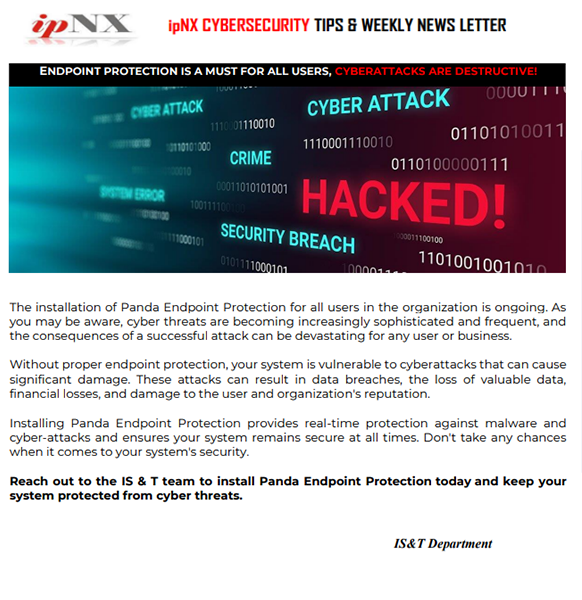 ipNX
ipNX CYBERSECURITY TIPS & WEEKLY NEWS LETTER
ENDPOINT PROTECTION IS A MUST FOR ALL USERS, CYBERATTACKS ARE DESTRUCTIVE!
CYBER ATTACK
CYBER ATTACK
1110001110010
CRIME
0110100000111
SYSTEM ERROR
00011010101001
HACKED!
SECURITY BREACH
The installation of Panda Endpoint Protection for all users in the organization is ongoing. As
you may be aware, cyber threats are becoming increasingly sophisticated and frequent, and
the consequences of a successful attack can be devastating for any user or business.
Without proper endpoint protection, your system is vulnerable to cyberattacks that can cause
significant damage. These attacks can result in data breaches, the loss of valuable data,
financial losses, and damage to the user and organization's reputation.
Installing Panda Endpoint Protection provides real-time protection against malware and
cyber-attacks and ensures your system remains secure at all times. Don't take any chances
when it comes to your system's security.
Reach out to the IS & T team to install Panda Endpoint Protection today and keep your
system protected from cyber threats.
IS&T Department